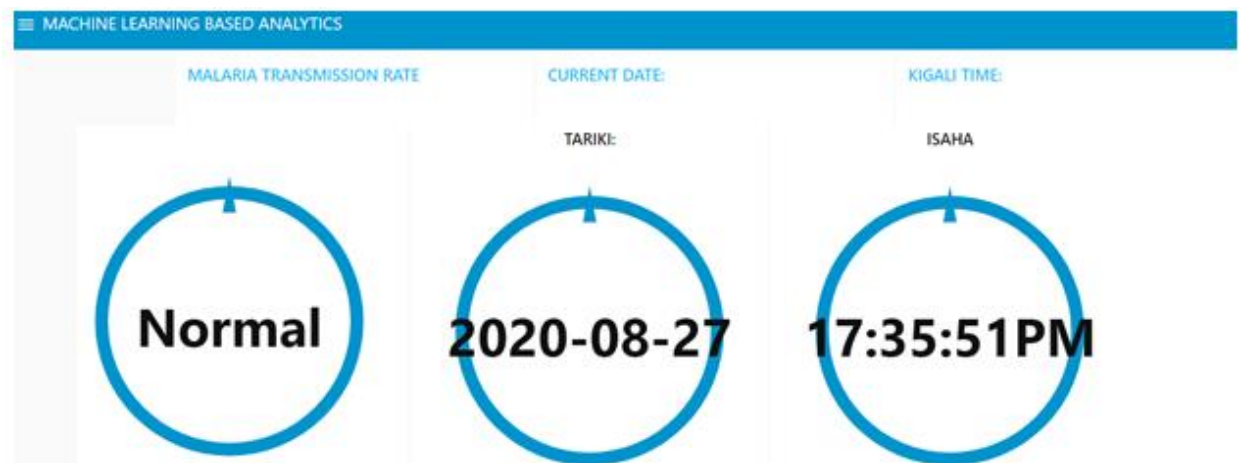 MACHINE LEARNING BASED ANALYTICS
MALARIA TRANSMISSION RATE
CURRENT DATE:
KIGALI TIME:
TARIKI:
ISAHA
Normal
2020-08-27
17:35:51PM